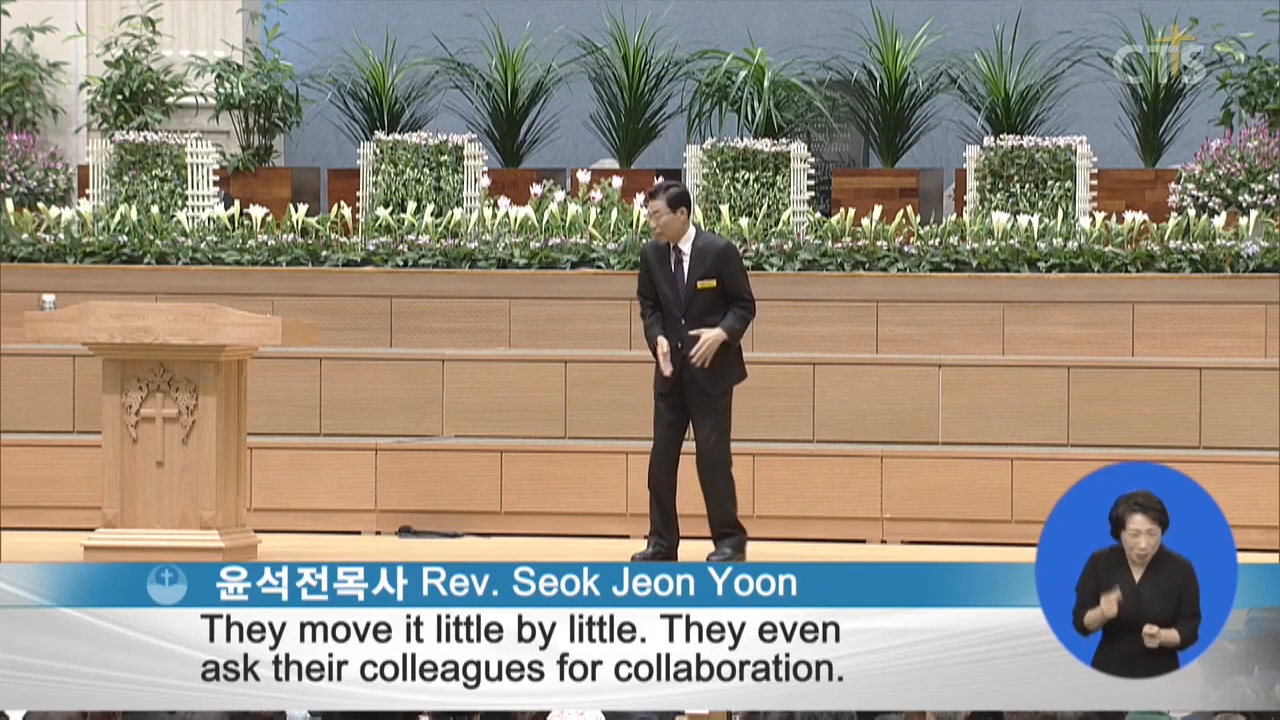 CTS
윤석전목사 Rev. Seok Jeon Yoon
They move it little by little. They even
ask their colleagues for collaboration.